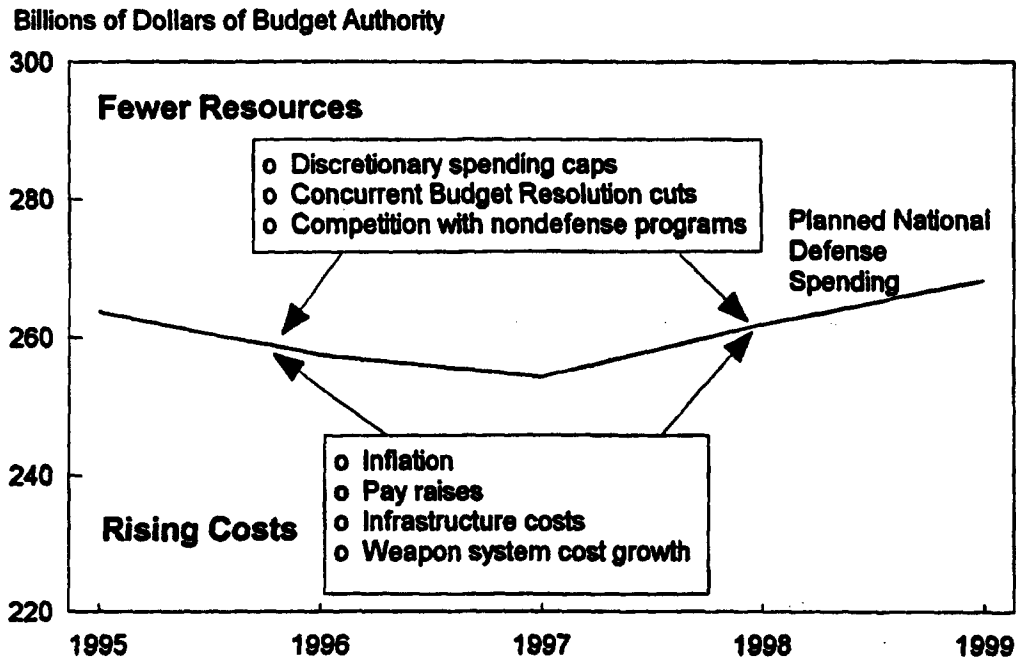 Billions of Dollars of Budget Authority
300
Fewer Resources
o Discretionary spending caps
o Concurrent Budget Resolution cuts
o Competition with nondefense programs
280
Planned National
Defense
Spending
260
o Inflation
o Pay raises
o Infrastructure costs
o Weapon system cost growth
240
Rising Costs
220
1995 1996 1997 1998 1999